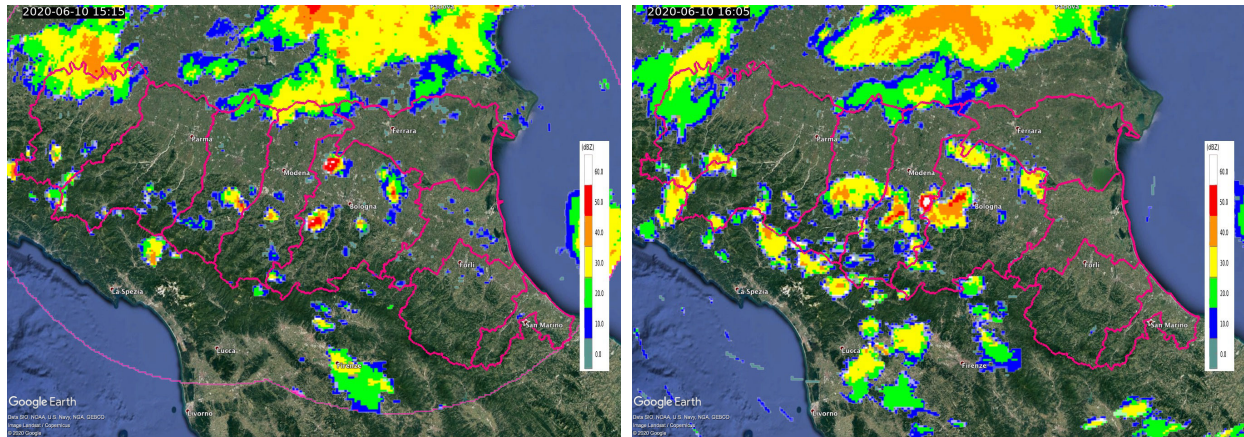 2020-06-10 15:15
Parma
Ferrara
Modena
Bologna
Forlì
La Spezia
San Marino
Lucca
Firenze
Livorno
(dBZ)
60.0
50.0
40.0
30.0
20.0
10.0
0.0
Google Earth
Data SIO, NOAA, U.S. Navy, NGA, GEBCO
Image Landsat / Copernicus
© 2020 Google
2020-06-10 16:05
Parma
Ferrara
Modena
Bologna
Forlì
La Spezia
San Marino
Lucca
Firenze
Livorno
(dBZ)
60.0
50.0
40.0
30.0
20.0
10.0
0.0
Google Earth
Data SIO, NOAA, U.S. Navy, NGA, GEBCO
Image Landsat / Copernicus
© 2020 Google